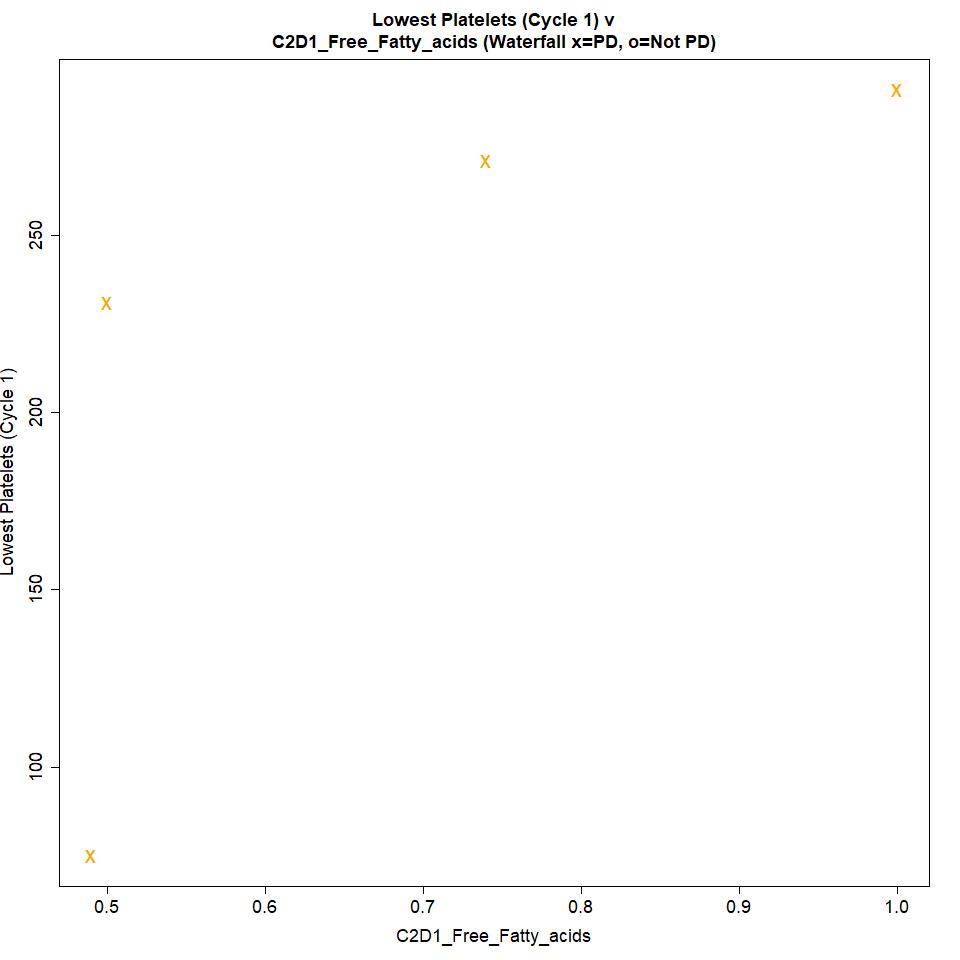 Lowest Platelets (Cycle 1) v
C2D1_Free_Fatty_acids (Waterfall x=PD, o=Not PD)
X
X
X
X
250
200
150
100
Lowest Platelets (Cycle 1)
0.5 0.6 0.7 0.8 0.9 1.0
C2D1_Free_Fatty_acids